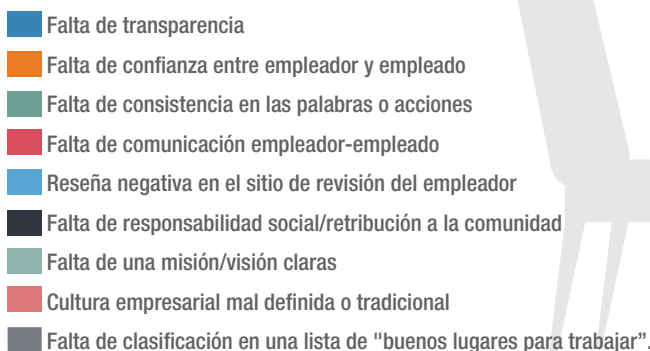 Falta de transparencia
Falta de confianza entre empleador y empleado
Falta de consistencia en las palabras o acciones
Falta de comunicación empleador-empleado
Reseña negativa en el sitio de revisión del empleador
Falta de responsabilidad social/retribución a la comunidad
Falta de una misión/visión claras
Cultura empresarial mal definida o tradicional
Falta de clasificación en una lista de "buenos lugares para trabajar”.